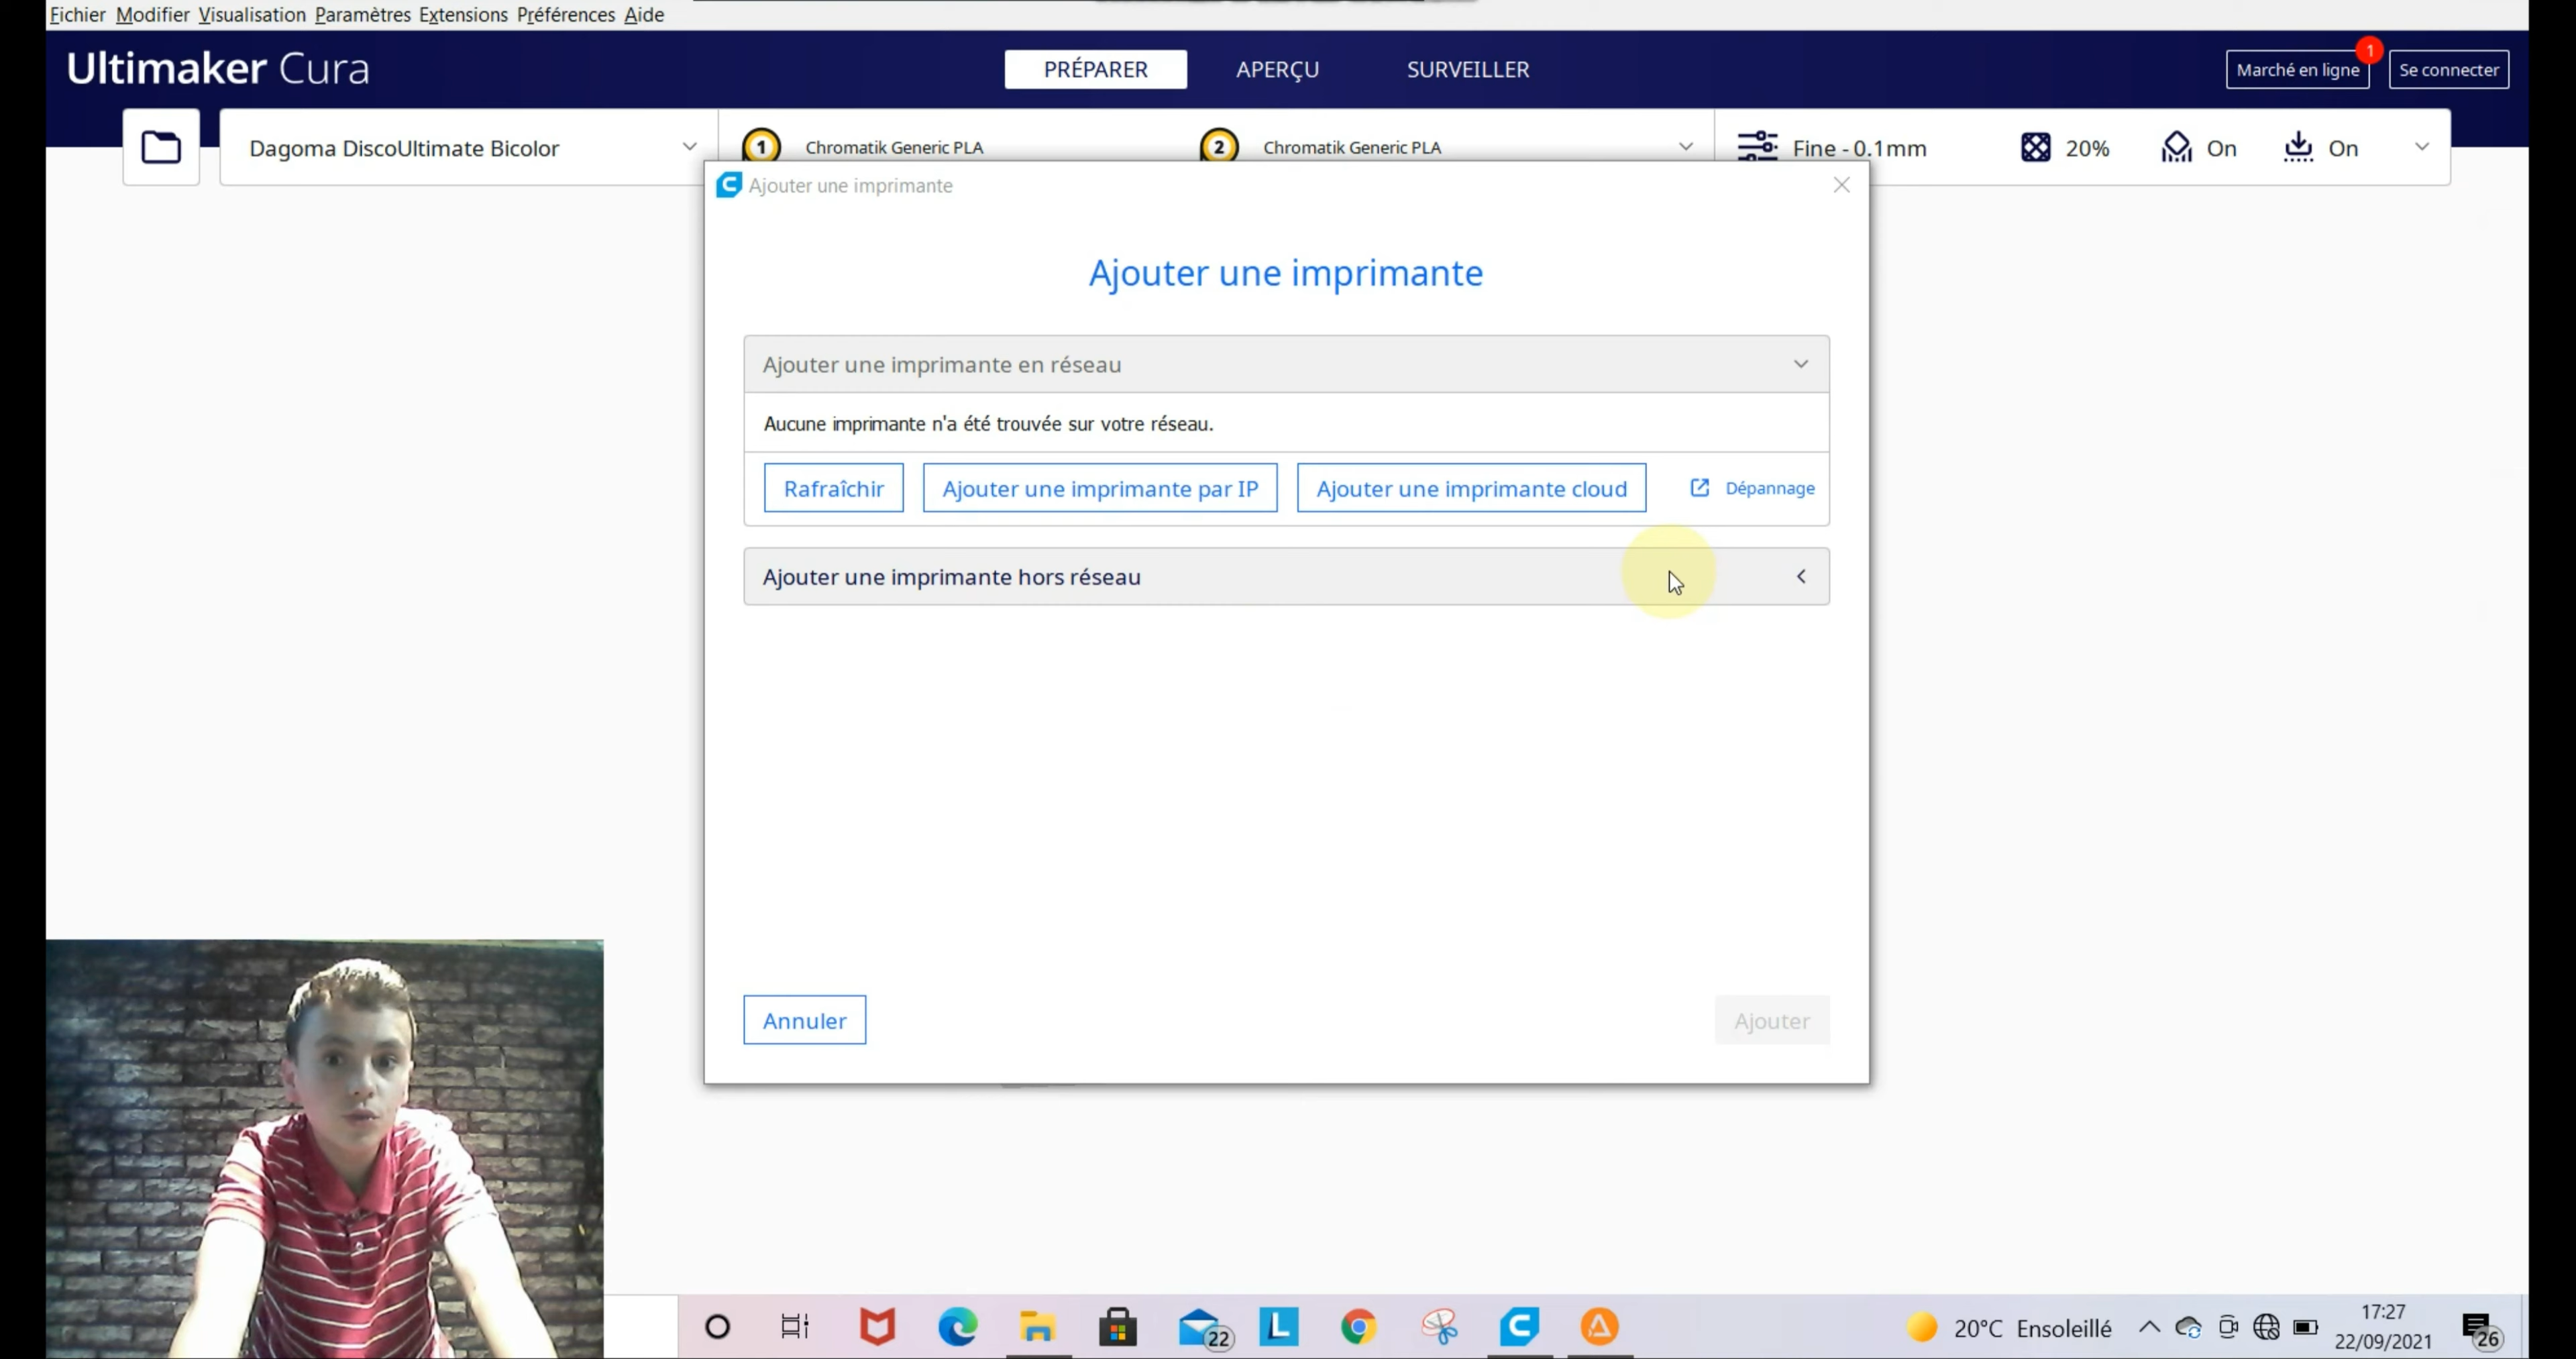 Fichier Modifier Visualisation Paramètres Extensions Préférences Aide
Ultimaker Cura
PRÉPARER
APERÇU
SURVEILLER
Marché en ligne
1
Se connecter
Dagoma DiscoUltimate Bicolor
1
Chromatik Generic PLA
2
Chromatik Generic PLA
Fine - 0.1mm
20%
On
On
Ajouter une imprimante
Ajouter une imprimante
Ajouter une imprimante en réseau
Aucune imprimante n'a été trouvée sur votre réseau.
Rafraîchir
Ajouter une imprimante par IP
Ajouter une imprimante cloud
Dépannage
Ajouter une imprimante hors réseau
Annuler
Ajouter
22
L
20°C Ensoleillé
17:27
22/09/2021
26